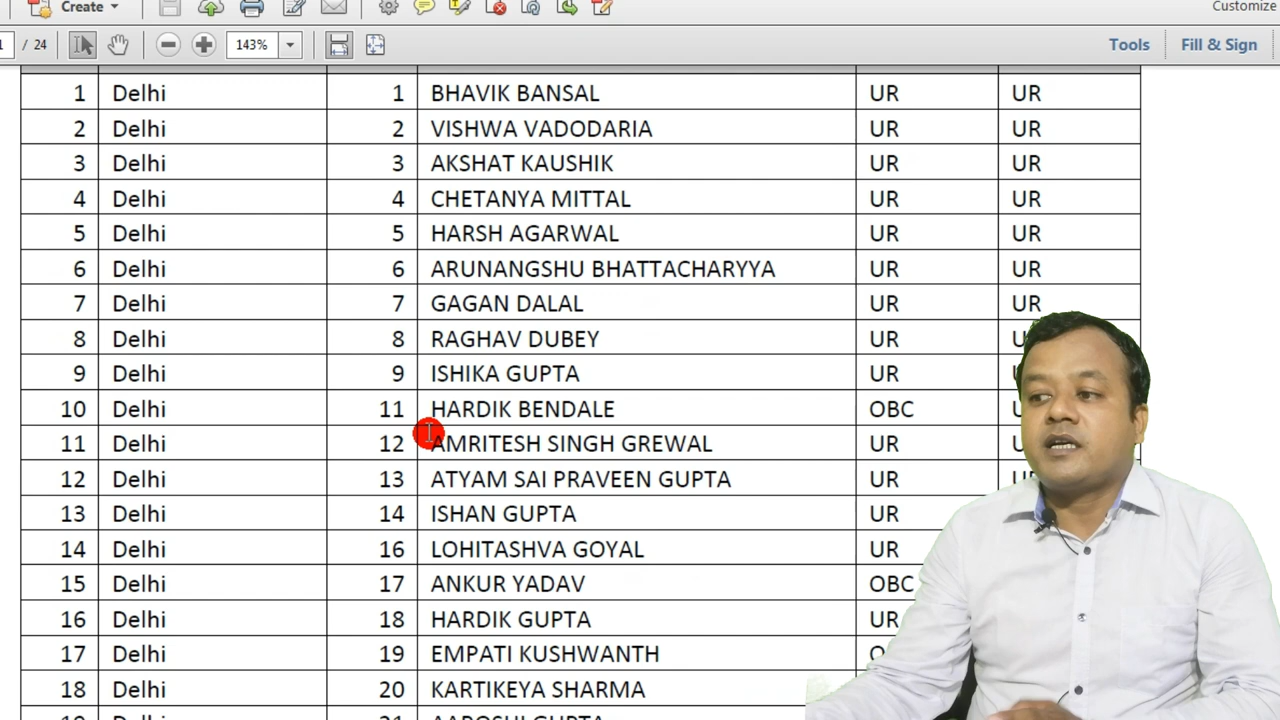 Create
Customize
/ 24
143%
Tools
Fill & Sign
1 Delhi 1 BHAVIK BANSAL UR UR
2 Delhi 2 VISHWA VADODARIA UR UR
3 Delhi 3 AKSHAT KAUSHIK UR UR
4 Delhi 4 CHETANYA MITTAL UR UR
5 Delhi 5 HARSH AGARWAL UR UR
6 Delhi 6 ARUNANGSHU BHATTACHARYYA UR UR
7 Delhi 7 GAGAN DALAL UR UR
8 Delhi 8 RAGHAV DUBEY UR
9 Delhi 9 ISHIKA GUPTA UR
10 Delhi 11 HARDIK BENDALE OBC
11 Delhi 12 AMRITESH SINGH GREWAL UR
12 Delhi 13 ATYAM SAI PRAVEEN GUPTA UR
13 Delhi 14 ISHAN GUPTA UR
14 Delhi 16 LOHITASHVA GOYAL UR
15 Delhi 17 ANKUR YADAV OBC
16 Delhi 18 HARDIK GUPTA UR
17 Delhi 19 EMPATI KUSHWANTH
18 Delhi 20 KARTIKEYA SHARMA